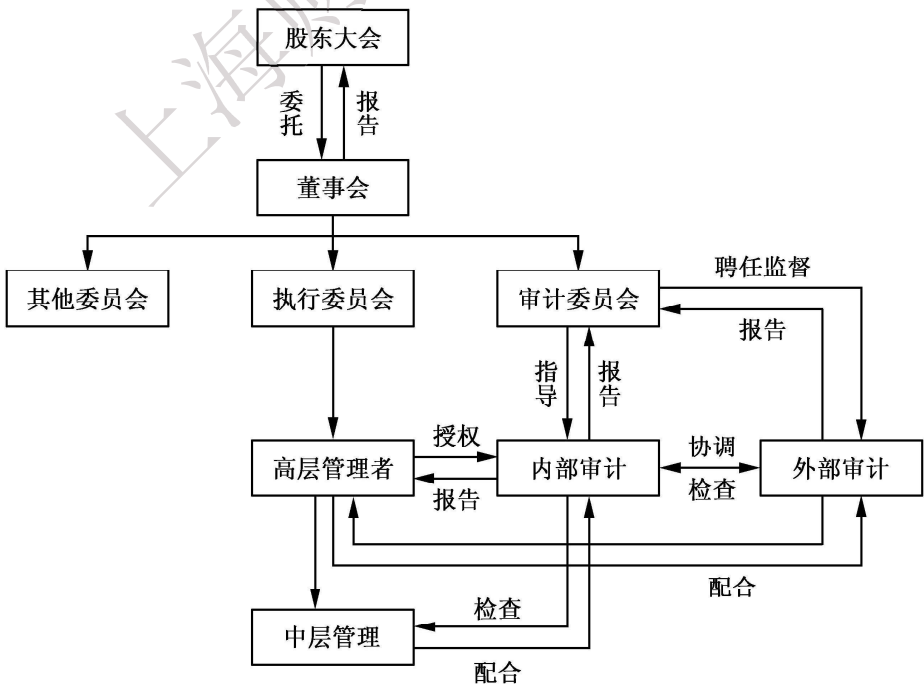 上海财
股东大会
委托
报告
董事会
其他委员会
执行委员会
审计委员会
聘任监督
报告
指导
报告
高层管理者
授权
报告
内部审计
协调
检查
外部审计
配合
中层管理
检查
配合